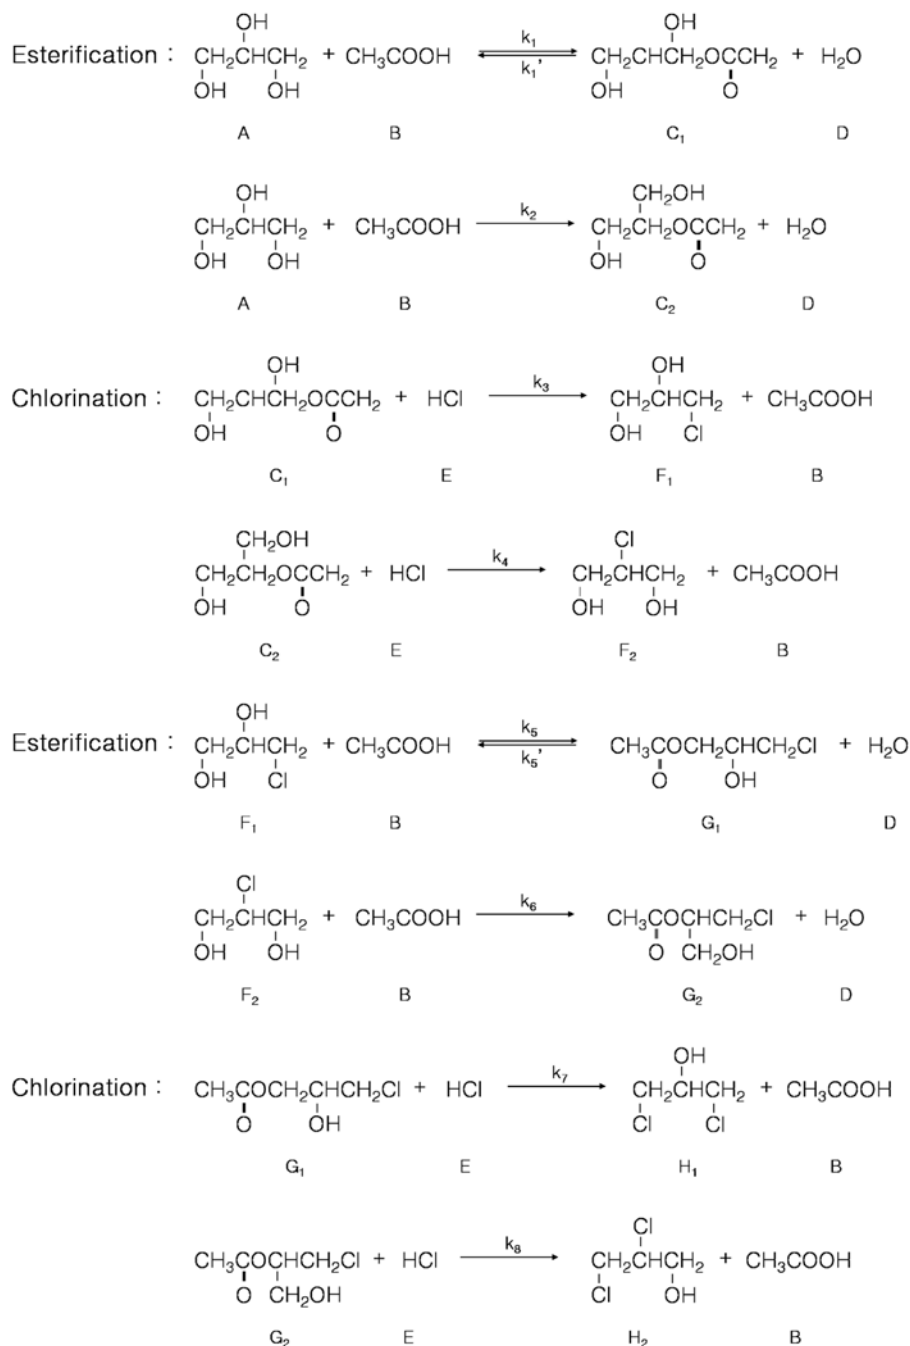 OH
Esterification : CH₂CHCH₂ + CH₃COOH k₁ k₁' CH₂CHCH₂OCCH₂ + H₂O
OH OH OH O
A B C₁ D
OH CH₂OH
CH₂CHCH₂ + CH₃COOH k₂ CH₂CHCH₂OCCH₂ + H₂O
OH OH OH O
A B C₂ D
OH OH
Chlorination : CH₂CHCH₂OCCH₂ + HCl k₃ CH₂CHCH₂ + CH₃COOH
OH O OH Cl
C₁ E F₁ B
CH₂OH Cl
CH₂CHCH₂OCCH₂ + HCl k₄ CH₂CHCH₂ + CH₃COOH
OH O OH OH
C₂ E F₂ B
OH
Esterification : CH₂CHCH₂ + CH₃COOH k₅ k₅' CH₃COCH₂CHCH₂Cl + H₂O
OH Cl O OH
F₁ B G₁ D
Cl
CH₂CHCH₂ + CH₃COOH k₆ CH₃COCHCH₂Cl + H₂O
OH OH O CH₂OH
F₂ B G₂ D
OH
Chlorination : CH₃COCH₂CHCH₂Cl + HCl k₇ CH₂CHCH₂ + CH₃COOH
O OH Cl Cl
G₁ E H₁ B
Cl
CH₃COCHCH₂Cl + HCl k₈ CH₂CHCH₂ + CH₃COOH
O CH₂OH Cl OH
G₂ E H₂ B